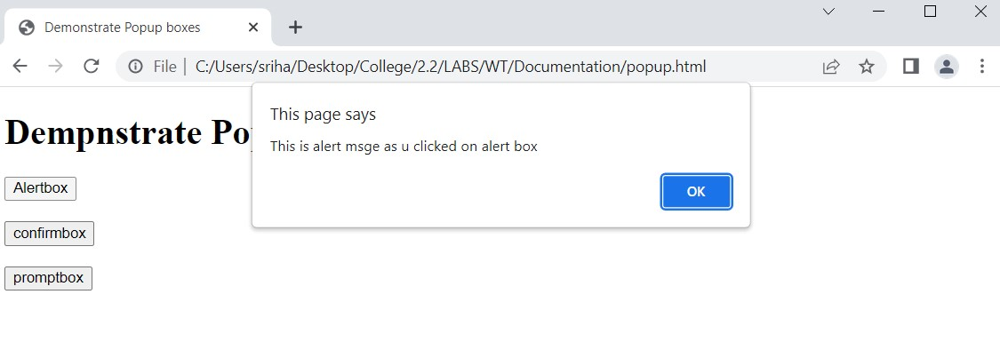 Demonstrate Popup boxes
File | C:/Users/sriha/Desktop/College/2.2/LABS/WT/Documentation/popup.html
This page says
This is alert msge as u clicked on alert box
OK
Dempnstrate Po
Alertbox
confirmbox
promptbox